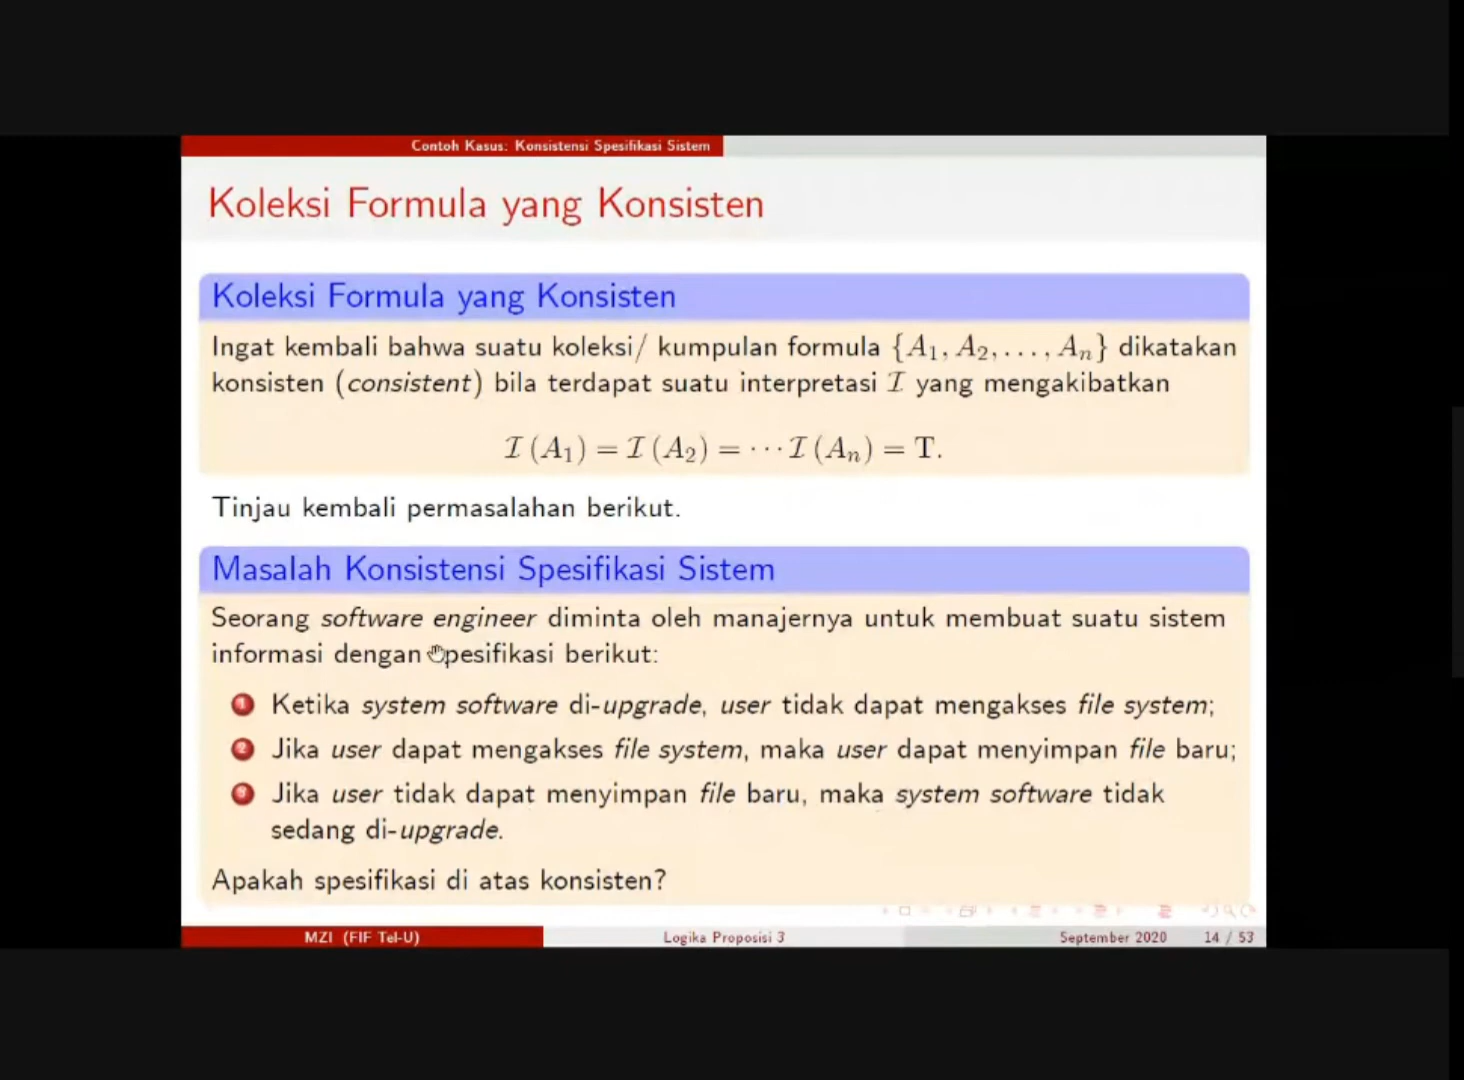 Contoh Kasus: Konsistensi Spesifikasi Sistem
Koleksi Formula yang Konsisten
Koleksi Formula yang Konsisten
Ingat kembali bahwa suatu koleksi/ kumpulan formula {A₁, A₂, . . . , Aₙ} dikatakan
konsisten (consistent) bila terdapat suatu interpretasi ℐ yang mengakibatkan
ℐ (A₁) = ℐ (A₂) = ⋯ ℐ (Aₙ) = T.
Tinjau kembali permasalahan berikut.
Masalah Konsistensi Spesifikasi Sistem
Seorang software engineer diminta oleh manajernya untuk membuat suatu sistem
informasi dengan spesifikasi berikut:
1 Ketika system software di-upgrade, user tidak dapat mengakses file system;
2 Jika user dapat mengakses file system, maka user dapat menyimpan file baru;
3 Jika user tidak dapat menyimpan file baru, maka system software tidak
sedang di-upgrade.
Apakah spesifikasi di atas konsisten?
MZI (FIF Tel-U) Logika Proposisi 3 September 2020 14 / 53